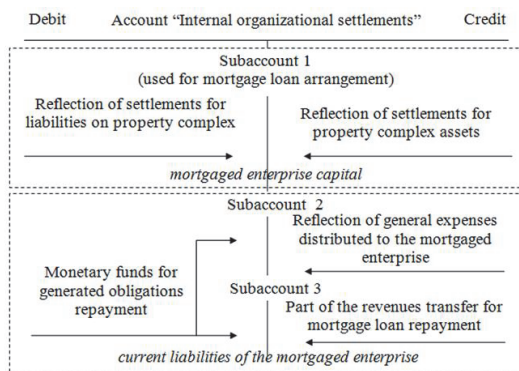 Debit Account “Internal organizational settlements” Credit
Subaccount 1
(used for mortgage loan arrangement)
Reflection of settlements for
liabilities on property complex
Reflection of settlements for
property complex assets
mortgaged enterprise capital
Subaccount 2
Reflection of general expenses
distributed to the mortgaged
enterprise
Monetary funds for
generated obligations
repayment
Subaccount 3
Part of the revenues transfer for
mortgage loan repayment
current liabilities of the mortgaged enterprise